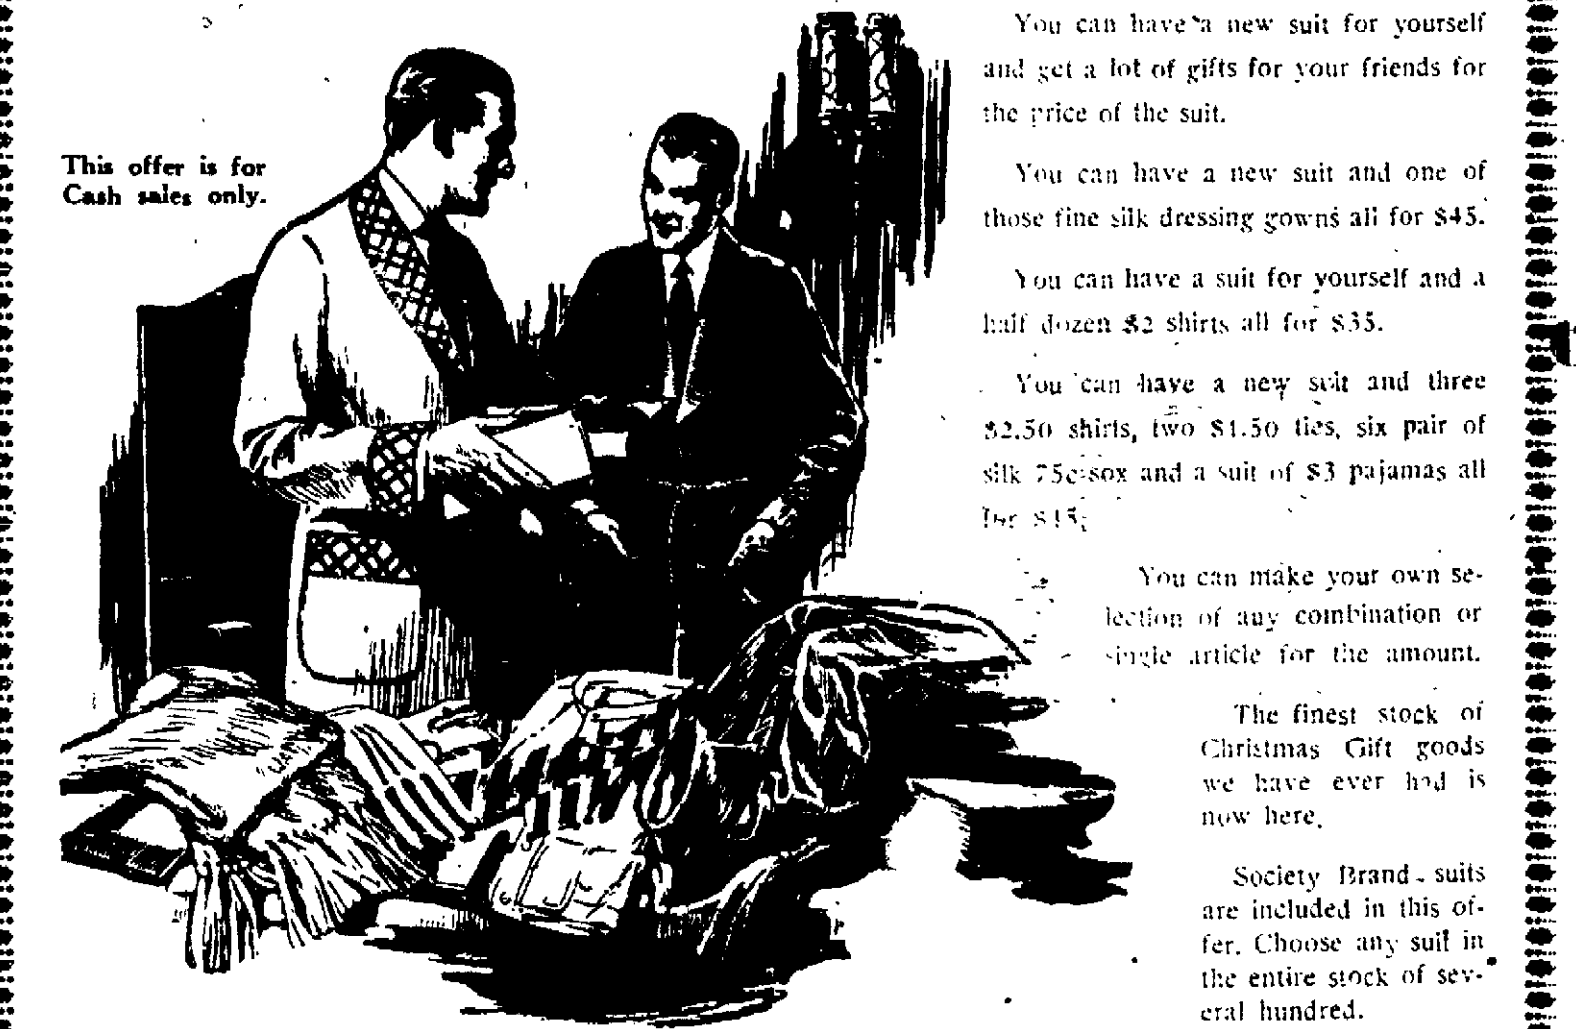 This offer is for
Cash sales only.
You can have a new suit for yourself
and get a lot of gifts for your friends for
the price of the suit.
You can have a new suit and one of
those fine silk dressing gowns all for $45.
You can have a suit for yourself and a
half dozen $2 shirts all for $35.
You can have a new suit and three
$2.50 shirts, two $1.50 ties, six pair of
silk 75c sox and a suit of $3 pajamas all
for
You can make your own se-
lection of any combination or
single article for the amount.
The finest stock of
Christmas Gift goods
we have ever had is
now here.
Society Brand suits
are included in this of-
fer. Choose any suit in
the entire stock of sev-
eral hundred.